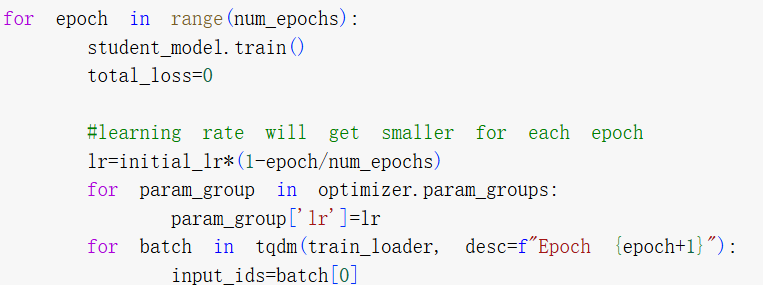 for epoch in range(num_epochs):
        student_model.train()
        total_loss=0

        #learning rate will get smaller for each epoch
        lr=initial_lr*(1-epoch/num_epochs)
        for param_group in optimizer.param_groups:
                param_group['lr']=lr
        for batch in tqdm(train_loader, desc=f"Epoch {epoch+1}"):
                input_ids=batch[0]